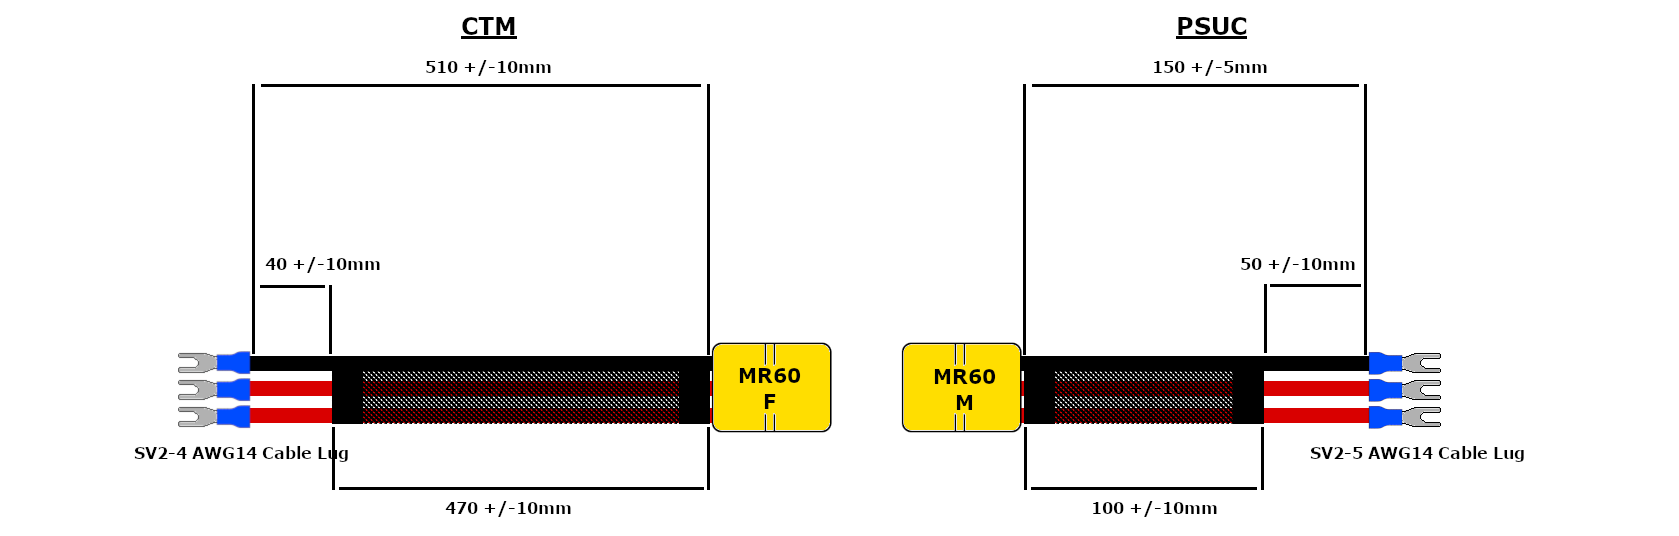 CTM
510 +/-10mm
40 +/-10mm
MR60
F
SV2-4 AWG14 Cable Lug
470 +/-10mm
PSUC
150 +/-5mm
50 +/-10mm
MR60
M
SV2-5 AWG14 Cable Lug
100 +/-10mm